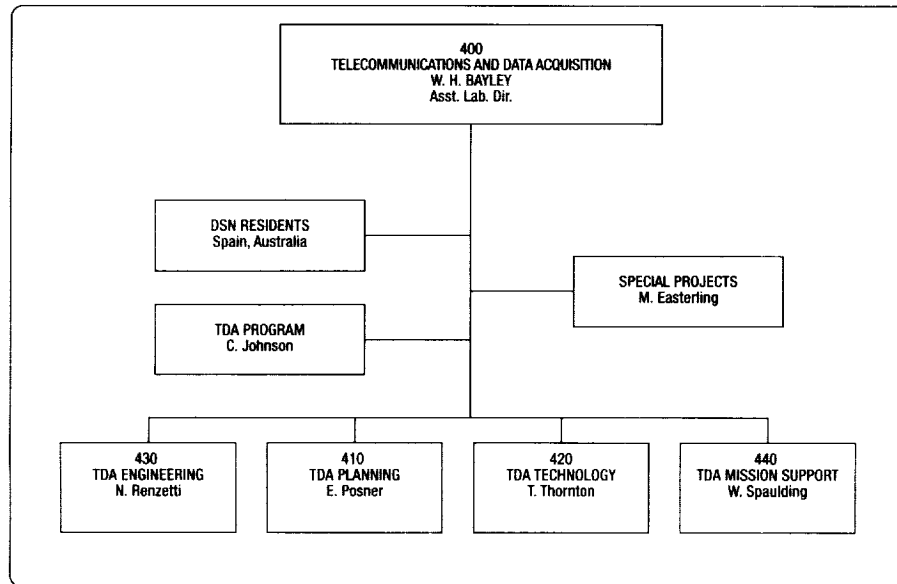 400
TELECOMMUNICATIONS AND DATA ACQUISITION
W. H. BAYLEY
Asst. Lab. Dir.
DSN RESIDENTS
Spain, Australia
SPECIAL PROJECTS
M. Easterling
TDA PROGRAM
C. Johnson
430
TDA ENGINEERING
N. Renzetti
410
TDA PLANNING
E. Posner
420
TDA TECHNOLOGY
T. Thornton
440
TDA MISSION SUPPORT
W. Spaulding